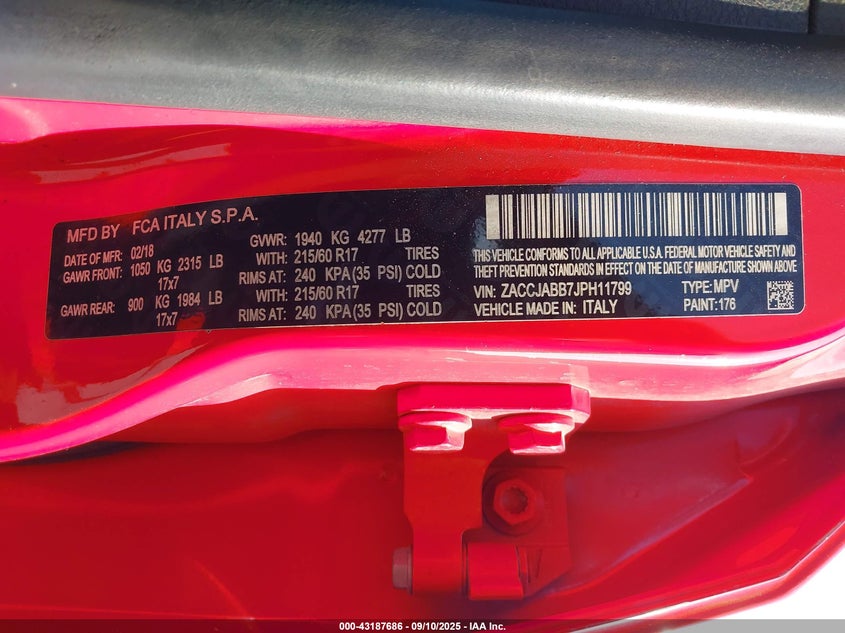 MFD BY FCA ITALY S.P.A.
DATE OF MFR: 02/18 GVWR: 1940 KG 4277 LB
GAWR FRONT: 1050 KG 2315 LB WITH: 215/60 R17 TIRES
17x7 RIMS AT: 240 KPA (35 PSI) COLD
GAWR REAR: 900 KG 1984 LB WITH: 215/60 R17 TIRES
17x7 RIMS AT: 240 KPA (35 PSI) COLD
THIS VEHICLE CONFORMS TO ALL APPLICABLE U.S.A. FEDERAL MOTOR VEHICLE SAFETY AND
THEFT PREVENTION STANDARDS IN EFFECT ON THE DATE OF MANUFACTURE SHOWN ABOVE
VIN: ZACCJABB7JPH11799 TYPE: MPV
VEHICLE MADE IN: ITALY PAINT: 176
000-43187686 - 09/10/2025 - IAA Inc.